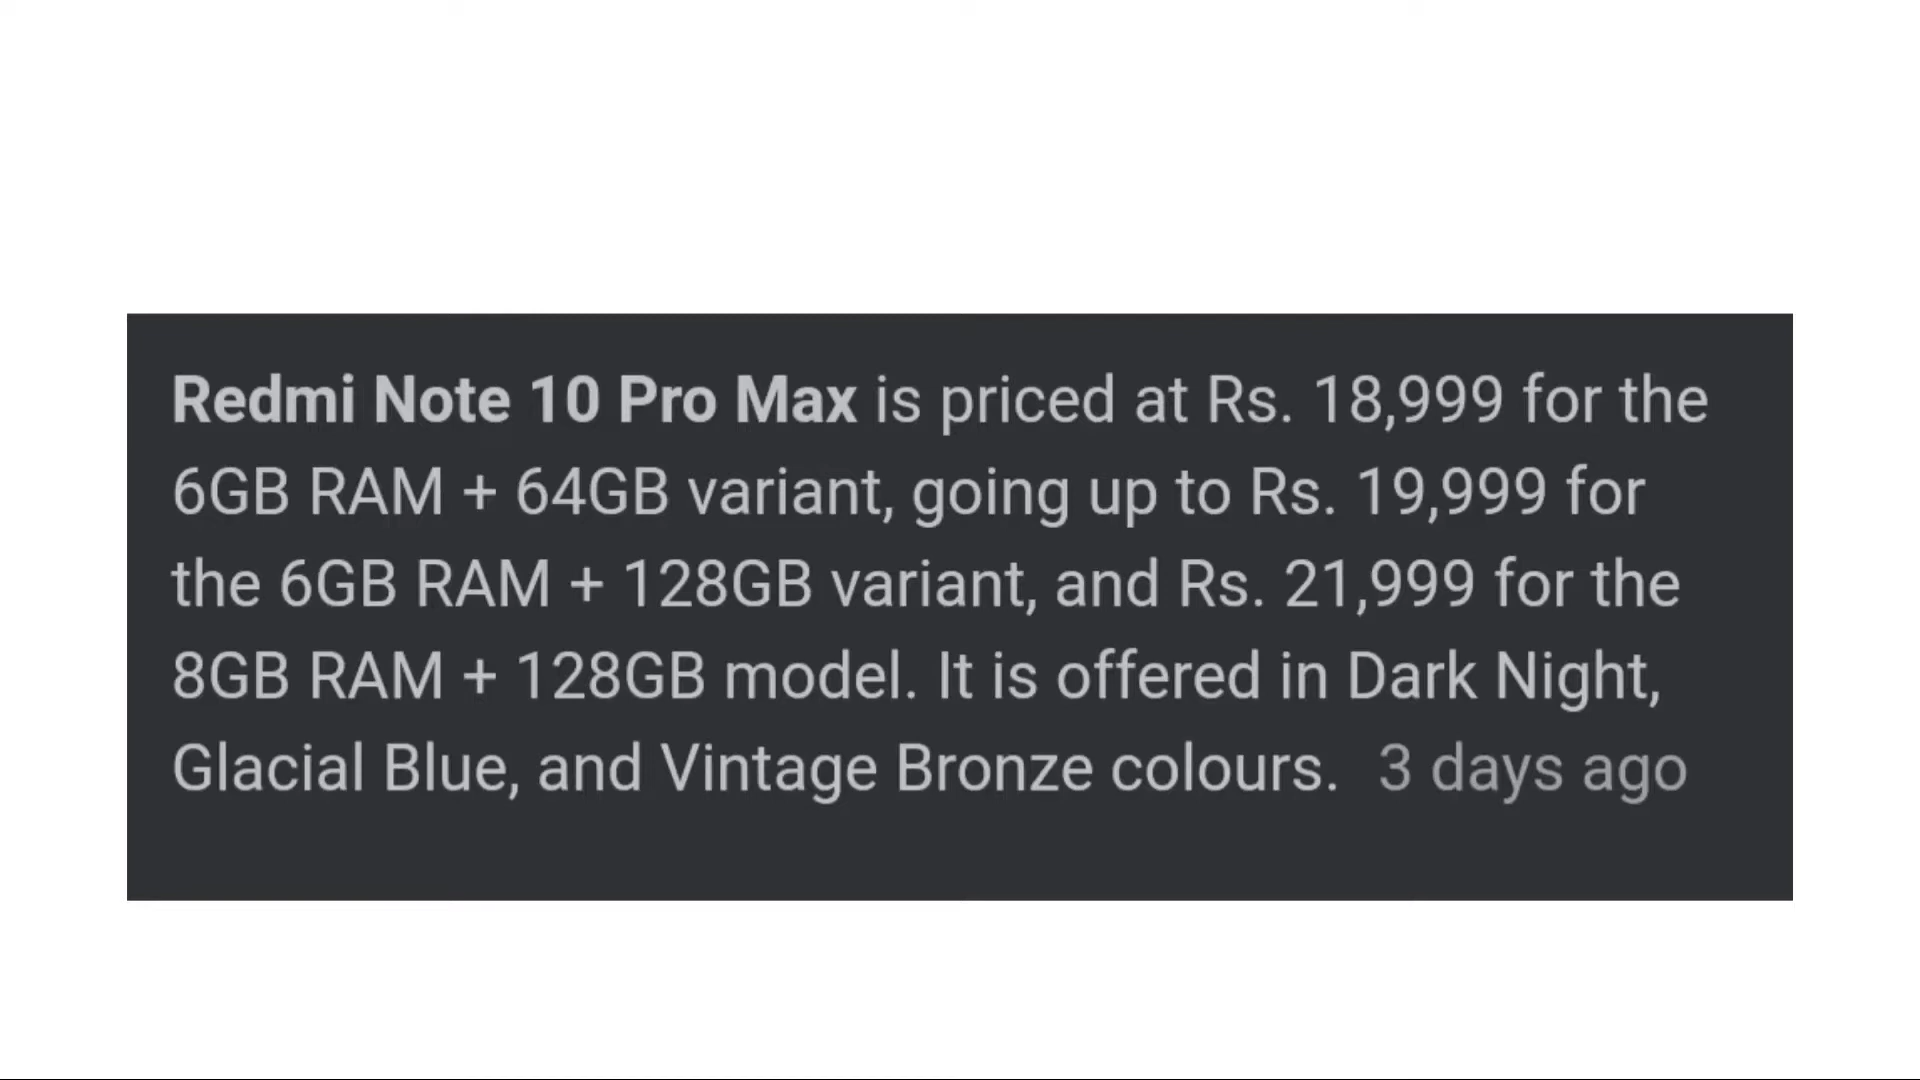 Redmi Note 10 Pro Max is priced at Rs. 18,999 for the
6GB RAM + 64GB variant, going up to Rs. 19,999 for
the 6GB RAM + 128GB variant, and Rs. 21,999 for the
8GB RAM + 128GB model. It is offered in Dark Night,
Glacial Blue, and Vintage Bronze colours. 3 days ago